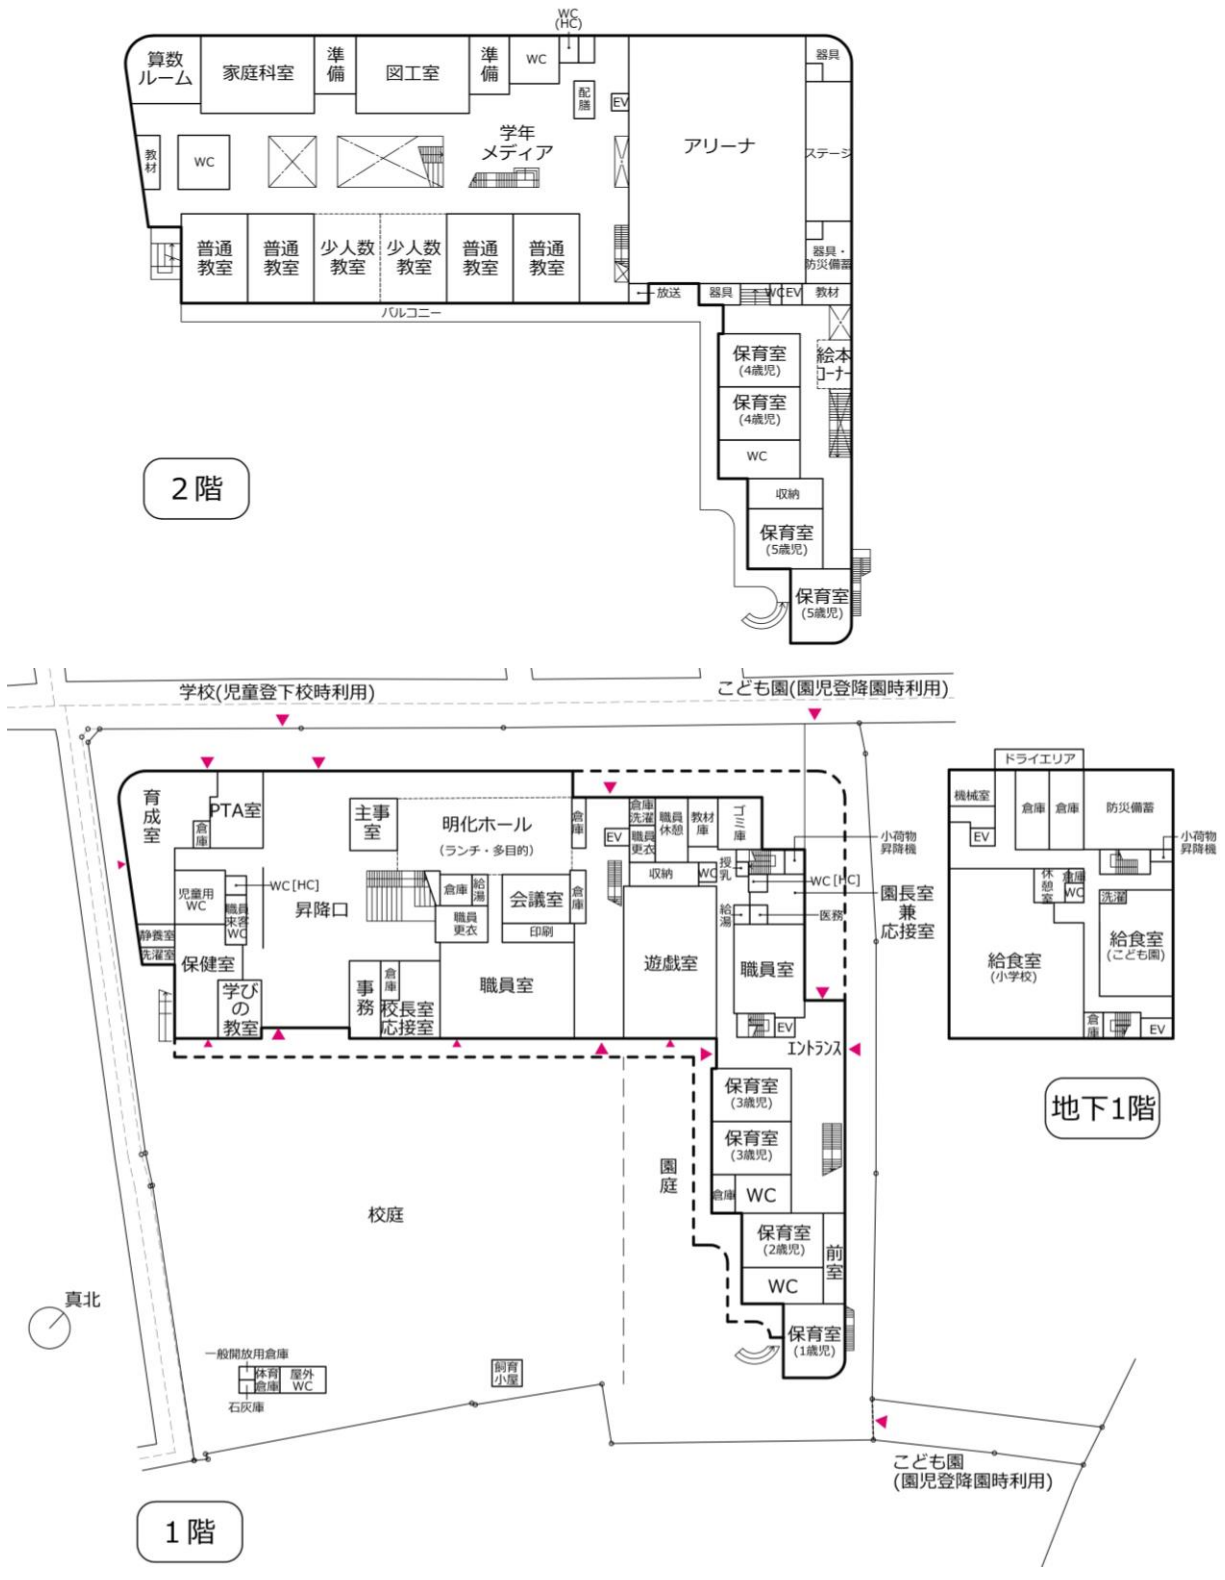 WC
(HC)
算数
ルーム
家庭科室
準備
図工室
準備
WC
配膳
EV
器具
アリーナ
ステージ
教材
WC
学年
メディア
普通
教室
普通
教室
少人数
教室
少人数
教室
普通
教室
普通
教室
器具・
防災備蓄
放送
器具
WC
EV
教材
バルコニー
保育室
(4歳児)
絵本
コーナー
保育室
(4歳児)
WC
収納
保育室
(5歳児)
保育室
(5歳児)
2階
学校(児童登下校時利用)
こども園(園児登降園時利用)
育成室
PTA室
倉庫
主事室
明化ホール
(ランチ・多目的)
倉庫
EV
倉庫
洗濯
職員
更衣
職員
休憩
教材庫
ゴミ庫
小荷物
昇降機
収納
WC
授乳
WC[HC]
園長室
兼
応接室
児童用
WC
WC[HC]
職員
来客
WC
昇降口
倉庫
給湯
職員
更衣
会議室
倉庫
印刷
給湯
医務
静養室
洗濯室
保健室
学びの
教室
事務
倉庫
校長室
応接室
職員室
遊戯室
職員室
EV
エントランス
保育室
(3歳児)
保育室
(3歳児)
倉庫
WC
保育室
(2歳児)
前室
WC
保育室
(1歳児)
園庭
校庭
真北
一般開放用倉庫
体育
倉庫
屋外
WC
石灰庫
飼育
小屋
こども園
(園児登降園時利用)
1階
ドライエリア
機械室
EV
倉庫
倉庫
防災備蓄
小荷物
昇降機
休憩室
倉庫
WC
洗濯
給食室
(小学校)
給食室
(こども園)
倉庫
EV
地下1階